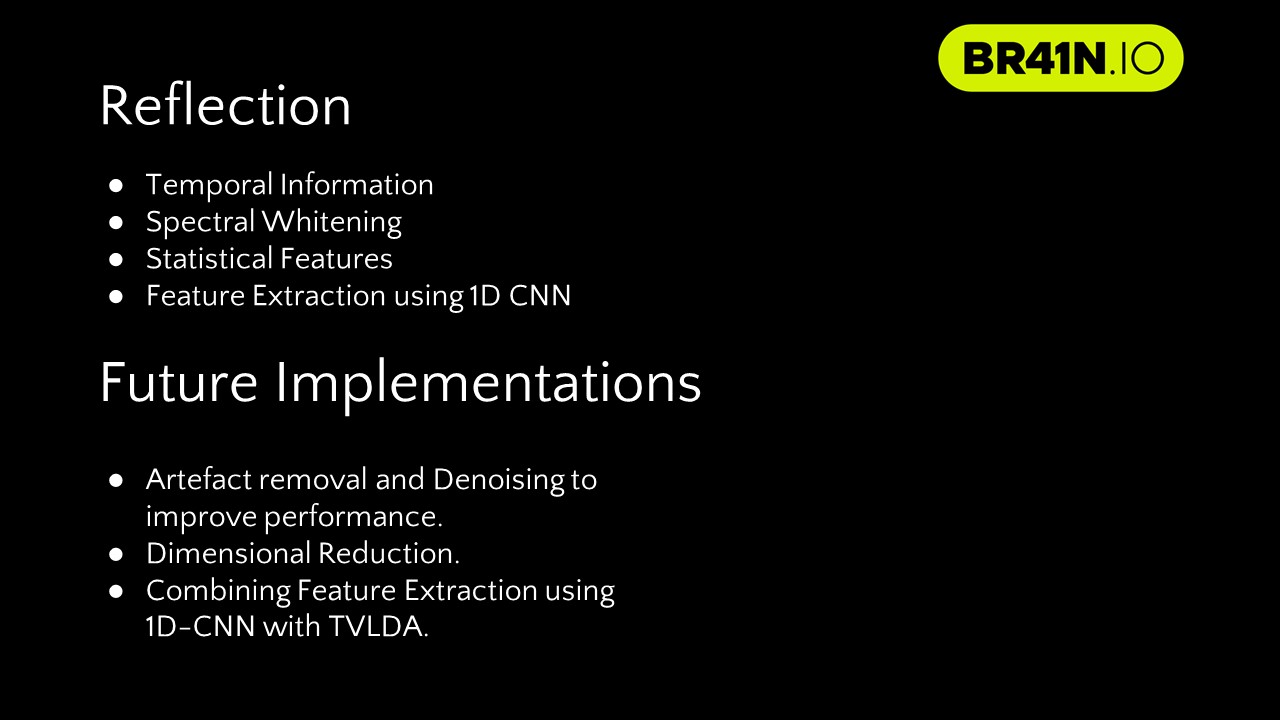 BR41N.IO
Reflection
● Temporal Information
● Spectral Whitening
● Statistical Features
● Feature Extraction using 1D CNN
Future Implementations
● Artefact removal and Denoising to
improve performance.
● Dimensional Reduction.
● Combining Feature Extraction using
1D-CNN with TVLDA.